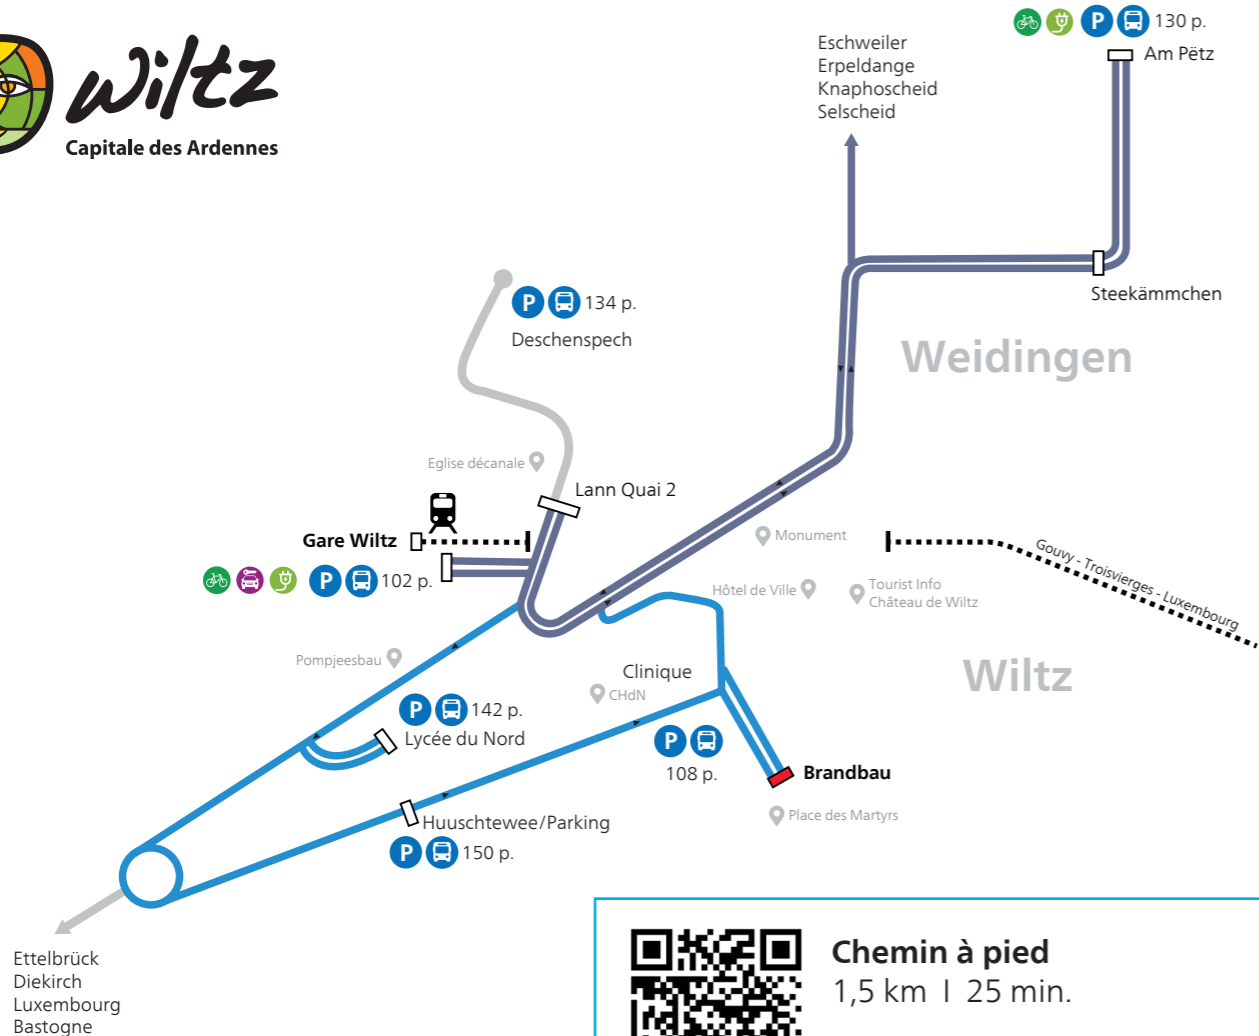 wiltz
Capitale des Ardennes
P 130 p.
Am Pëtz
Eschweiler
Erpeldange
Knaphoscheid
Selscheid
Steekämmchen
P 134 p.
Deschenspech
Weidingen
Eglise décanale
Lann Quai 2
Gare Wiltz
P 102 p.
Monument
Gouvy - Troisvierges - Luxembourg
Hôtel de Ville
Tourist Info
Château de Wiltz
Pompjeesbau
Clinique
CHdN
Wiltz
P 142 p.
Lycée du Nord
P
108 p.
Brandbau
Place des Martyrs
Huuschtewee/Parking
P 150 p.
Ettelbrück
Diekirch
Luxembourg
Bastogne
Chemin à pied
1,5 km I 25 min.